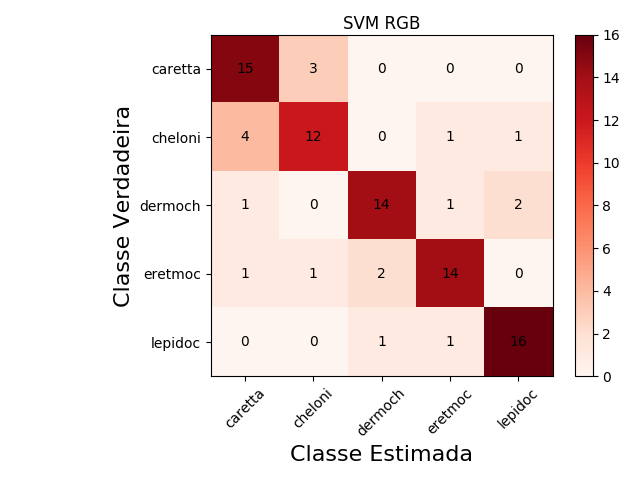 SVM RGB
Classe Verdadeira
caretta 15 3 0 0 0
cheloni 4 12 0 1 1
dermoch 1 0 14 1 2
eretmoc 1 1 2 14 0
lepidoc 0 0 1 1 16
caretta cheloni dermoch eretmoc lepidoc
Classe Estimada
16
14
12
10
8
6
4
2
0